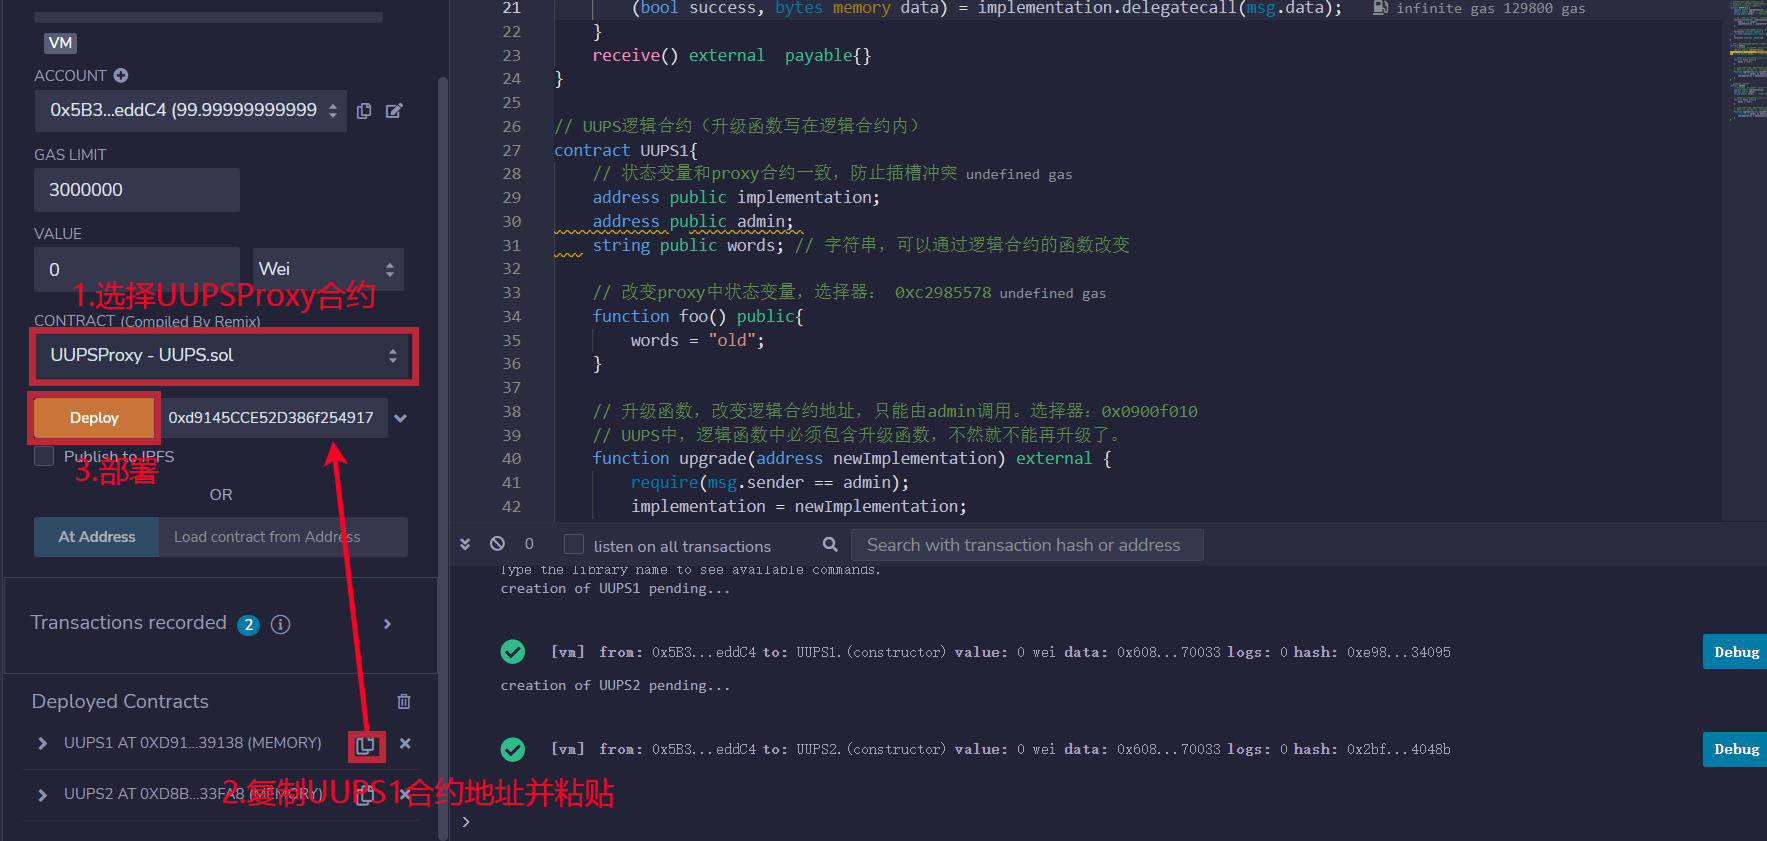 VM
ACCOUNT
0x5B3...eddC4 (99.99999999999
GAS LIMIT
3000000
VALUE
0
Wei
1.选择UUPSProxy合约
CONTRACT (Compiled By Remix)
UUPSProxy - UUPS.sol
Deploy
0xd9145CCE52D386f254917
Publish to IPFS
3.部署
OR
At Address
Load contract from Address
Transactions recorded 2
Deployed Contracts
UUPS1 AT 0XD91...39138 (MEMORY)
2.复制UUPS1合约地址并粘贴
UUPS2 AT 0XD8B...33FA8 (MEMORY)
21 (bool success, bytes memory data) = implementation.delegatecall(msg.data); infinite gas 129800 gas
22 }
23 receive() external  payable{}
24 }
25
26 // UUPS逻辑合约（升级函数写在逻辑合约内）
27 contract UUPS1{
28 // 状态变量和proxy合约一致，防止插槽冲突 undefined gas
29 address public implementation;
30 address public admin;
31 string public words; // 字符串，可以通过逻辑合约的函数改变
32
33 // 改变proxy中状态变量，选择器： 0xc2985578 undefined gas
34 function foo() public{
35 words = "old";
36 }
37
38 // 升级函数，改变逻辑合约地址，只能由admin调用。选择器：0x0900f010
39 // UUPS中，逻辑函数中必须包含升级函数，不然就不能再升级了。
40 function upgrade(address newImplementation) external {
41 require(msg.sender == admin);
42 implementation = newImplementation;
0
listen on all transactions
Search with transaction hash or address
Type the library name to see available commands.
creation of UUPS1 pending...
[vm] from: 0x5B3...eddC4 to: UUPS1.(constructor) value: 0 wei data: 0x608...70033 logs: 0 hash: 0xe98...34095
Debug
creation of UUPS2 pending...
[vm] from: 0x5B3...eddC4 to: UUPS2.(constructor) value: 0 wei data: 0x608...70033 logs: 0 hash: 0x2bf...4048b
Debug
>